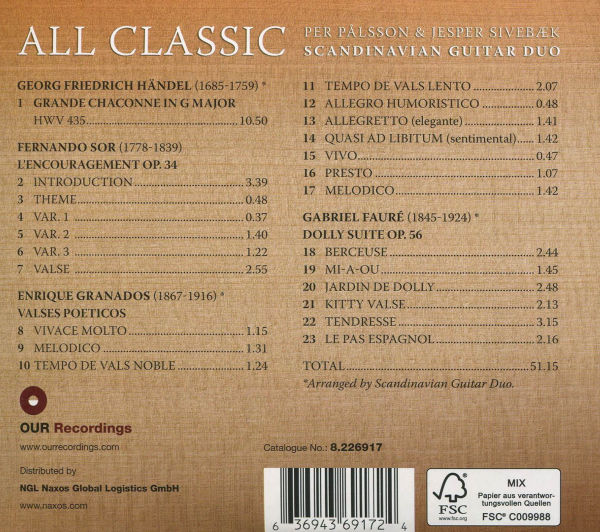 ALL CLASSIC
PER PÅLSSON & JESPER SIVEBÆK
SCANDINAVIAN GUITAR DUO
GEORG FRIEDRICH HÄNDEL (1685-1759) *
1 GRANDE CHACONNE IN G MAJOR
HWV 435 10.50
FERNANDO SOR (1778-1839)
L'ENCOURAGEMENT OP. 34
2 INTRODUCTION 3.39
3 THEME 0.48
4 VAR. 1 0.37
5 VAR. 2 1.40
6 VAR. 3 1.22
7 VALSE 2.55
ENRIQUE GRANADOS (1867-1916) *
VALSES POETICOS
8 VIVACE MOLTO 1.15
9 MELODICO 1.31
10 TEMPO DE VALS NOBLE 1.24
11 TEMPO DE VALS LENTO 2.07
12 ALLEGRO HUMORISTICO 0.48
13 ALLEGRETTO (elegante) 1.41
14 QUASI AD LIBITUM (sentimental) 1.42
15 VIVO 0.47
16 PRESTO 1.07
17 MELODICO 1.42
GABRIEL FAURÉ (1845-1924) *
DOLLY SUITE OP. 56
18 BERCEUSE 2.44
19 MI-A-OU 1.45
20 JARDIN DE DOLLY 2.48
21 KITTY VALSE 2.13
22 TENDRESSE 3.15
23 LE PAS ESPAGNOL 2.16
TOTAL 51.15
*Arranged by Scandinavian Guitar Duo.
OUR Recordings
www.ourrecordings.com
Catalogue No.: 8.226917
Distributed by
NGL Naxos Global Logistics GmbH
www.naxos.com
6 36943 69172 4
FSC
www.fsc.org
MIX
Papier aus verantwor-
tungsvollen Quellen
FSC® C009988